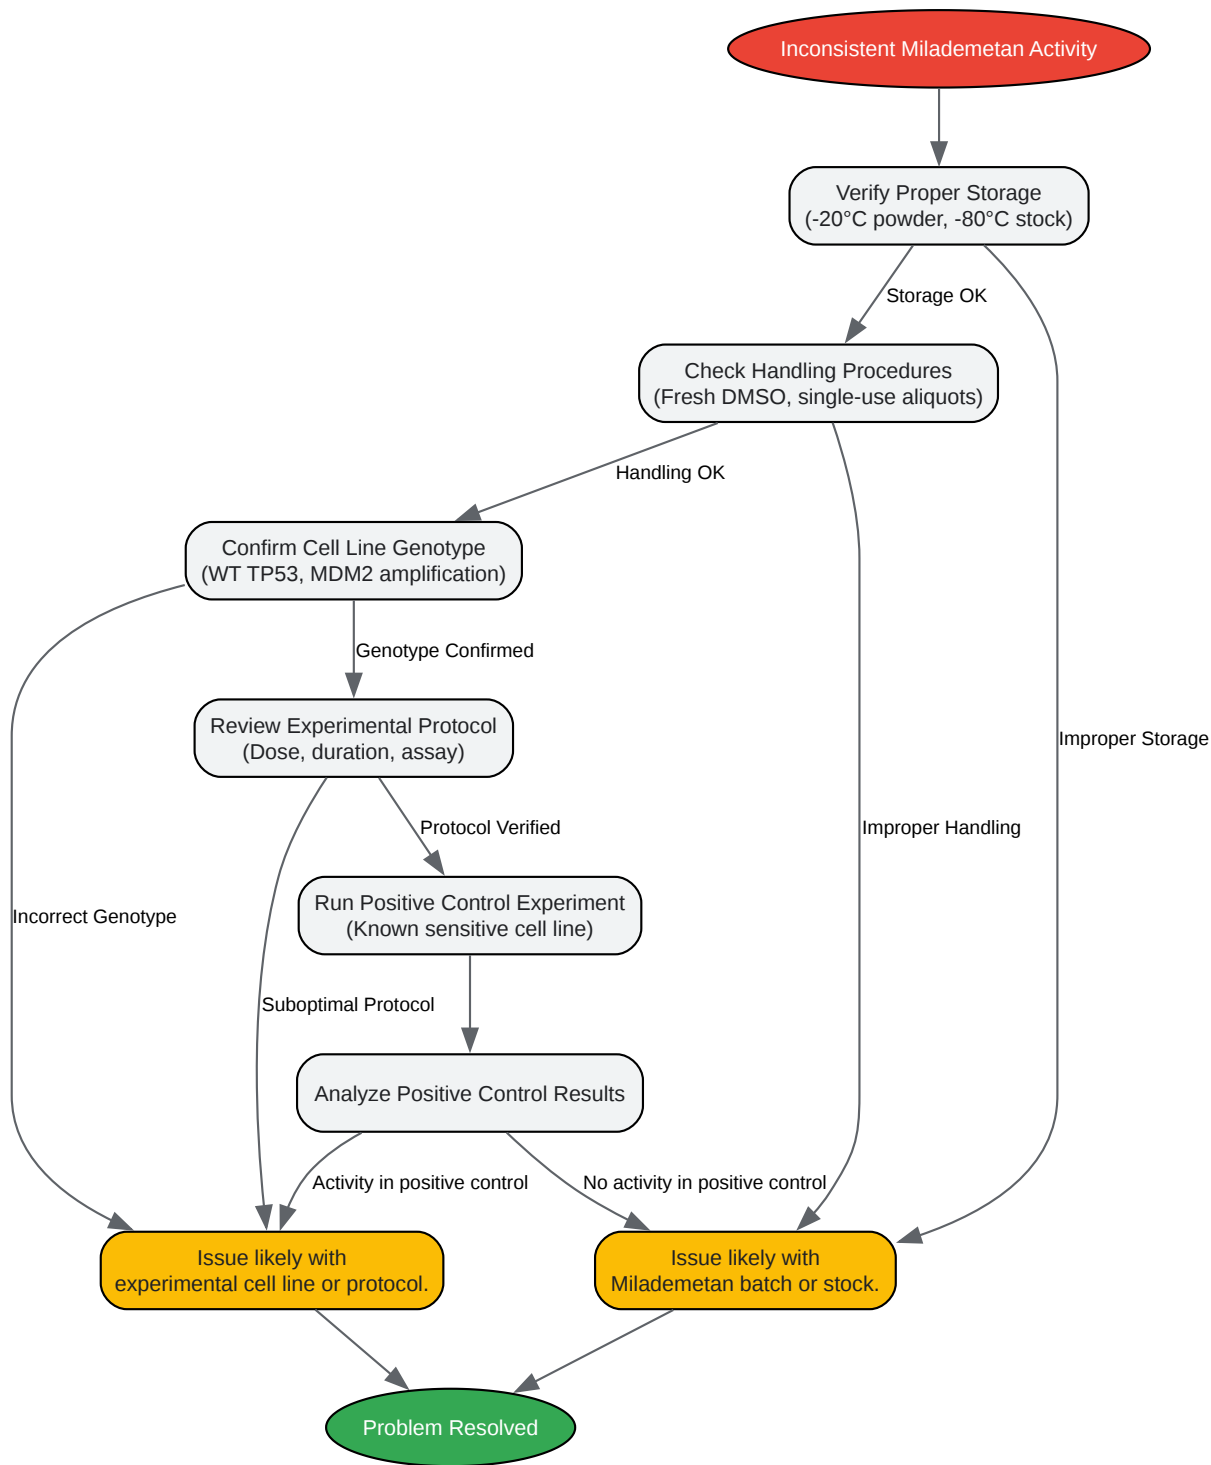 Inconsistent Milademetan Activity
Verify Proper Storage
(-20°C powder, -80°C stock)
Storage OK
Check Handling Procedures
(Fresh DMSO, single-use aliquots)
Handling OK
Confirm Cell Line Genotype
(WT TP53, MDM2 amplification)
Genotype Confirmed
Review Experimental Protocol
(Dose, duration, assay)
Improper Storage
Protocol Verified
Improper Handling
Run Positive Control Experiment
(Known sensitive cell line)
Incorrect Genotype
Suboptimal Protocol
Analyze Positive Control Results
Activity in positive control
No activity in positive control
Issue likely with
experimental cell line or protocol.
Issue likely with
Milademetan batch or stock.
Problem Resolved